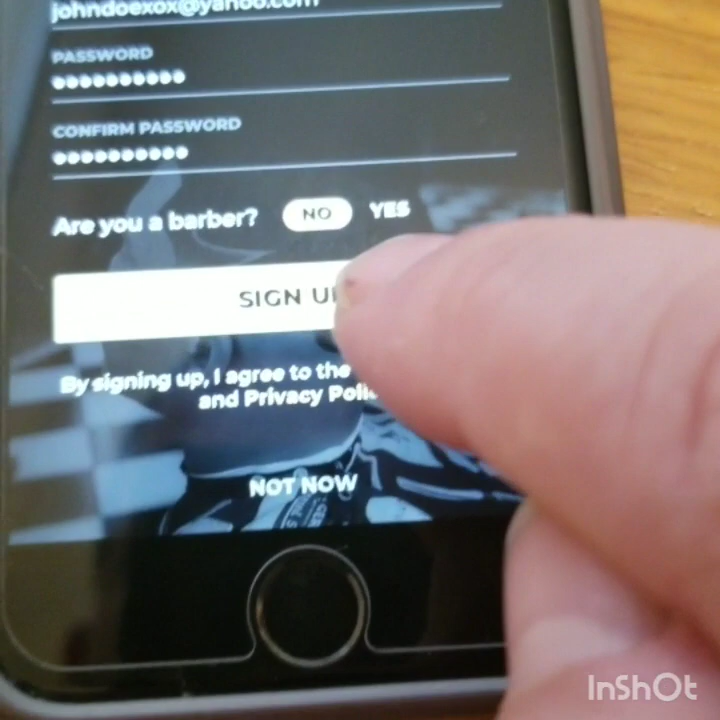 johndoexox@yahoo.com
PASSWORD
CONFIRM PASSWORD
Are you a barber? NO YES
SIGN U
By signing up, I agree to the
and Privacy Poli
NOT NOW
InShOt